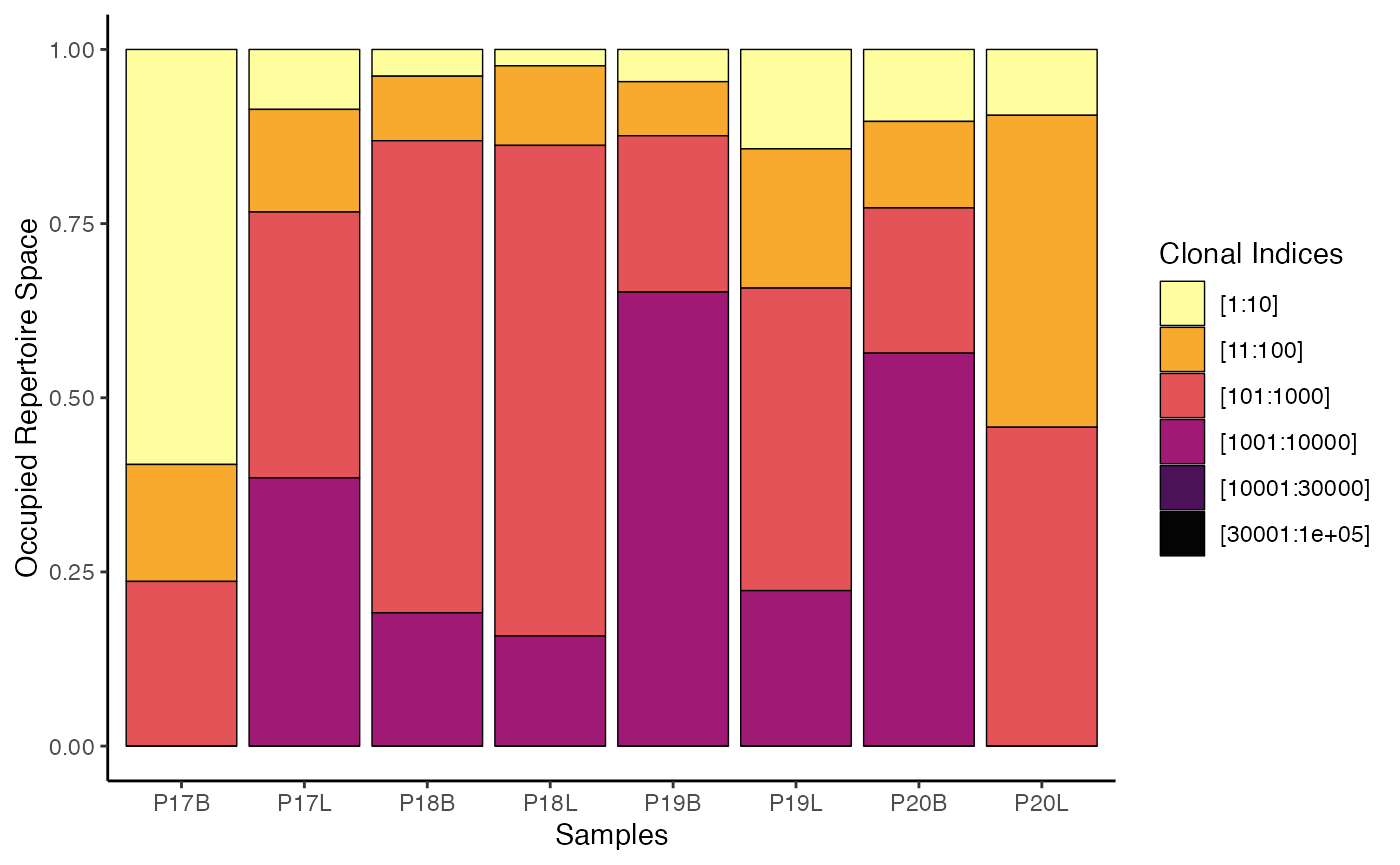 Occupied Repertoire Space
1.00
0.75
0.50
0.25
0.00
P17B P17L P18B P18L P19B P19L P20B P20L
Samples
Clonal Indices
[1:10]
[11:100]
[101:1000]
[1001:10000]
[10001:30000]
[30001:1e+05]